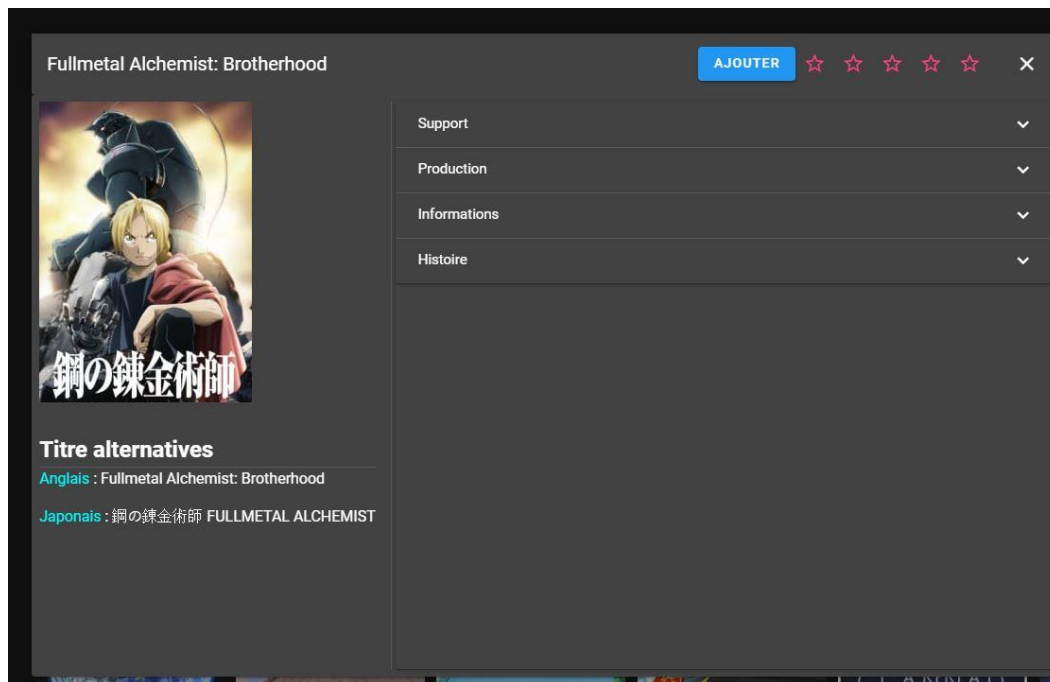 Fullmetal Alchemist: Brotherhood
AJOUTER
鋼の錬金術師
Titre alternatives
Anglais : Fullmetal Alchemist: Brotherhood
Japonais : 鋼の錬金術師 FULLMETAL ALCHEMIST
Support
Production
Informations
Histoire